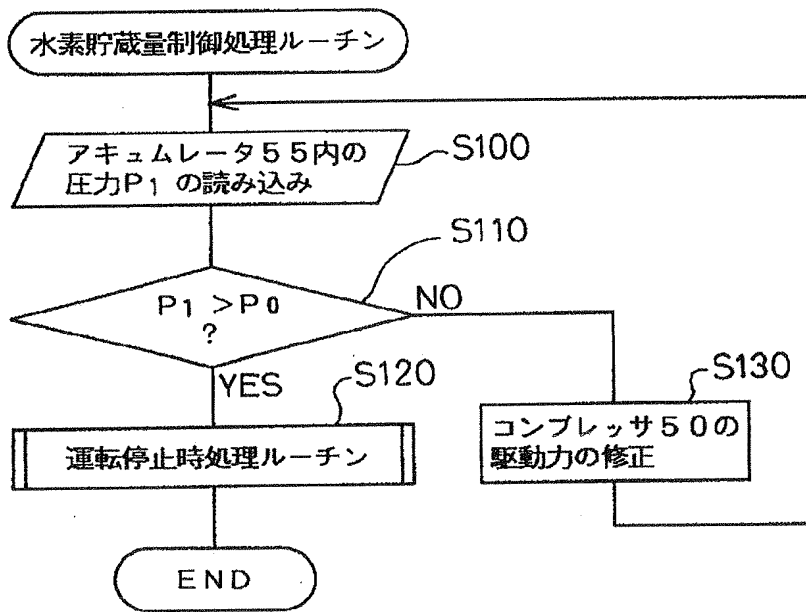 水素貯蔵量制御処理ルーチン
アキュムレータ５５内の
圧力P1 の読み込み
S100
S110
P1 >P0
?
NO
YES
S120
S130
運転停止時処理ルーチン
コンプレッサ５０の
駆動力の修正
END